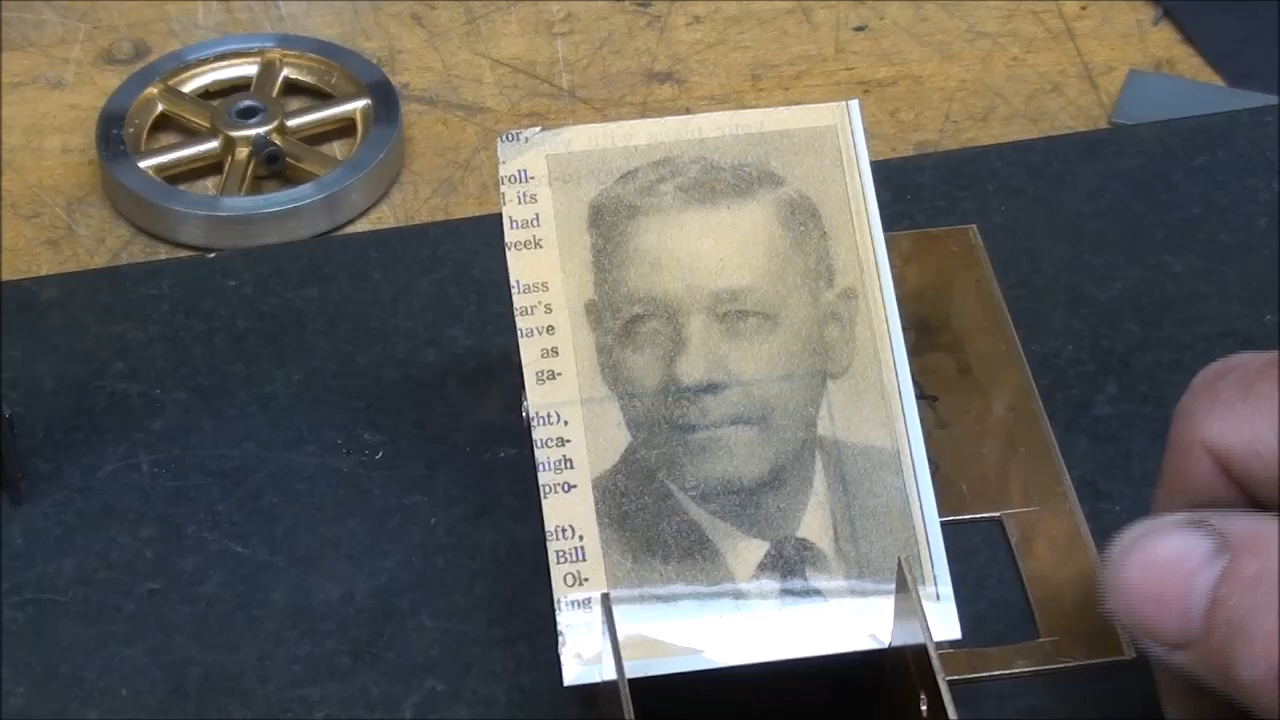 tor,
roll-
its
had
week
class
car's
have
as
ga-
ght),
uca-
high
pro-
eft),
Bill
Ol-
ting